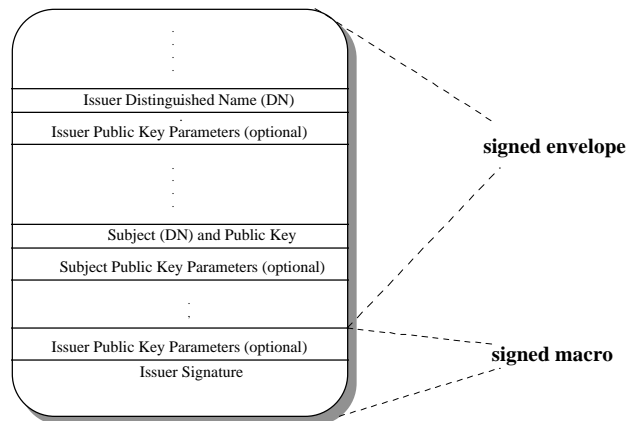 Issuer Distinguished Name (DN)
Issuer Public Key Parameters (optional)
signed envelope
Subject (DN) and Public Key
Subject Public Key Parameters (optional)
Issuer Public Key Parameters (optional)
signed macro
Issuer Signature